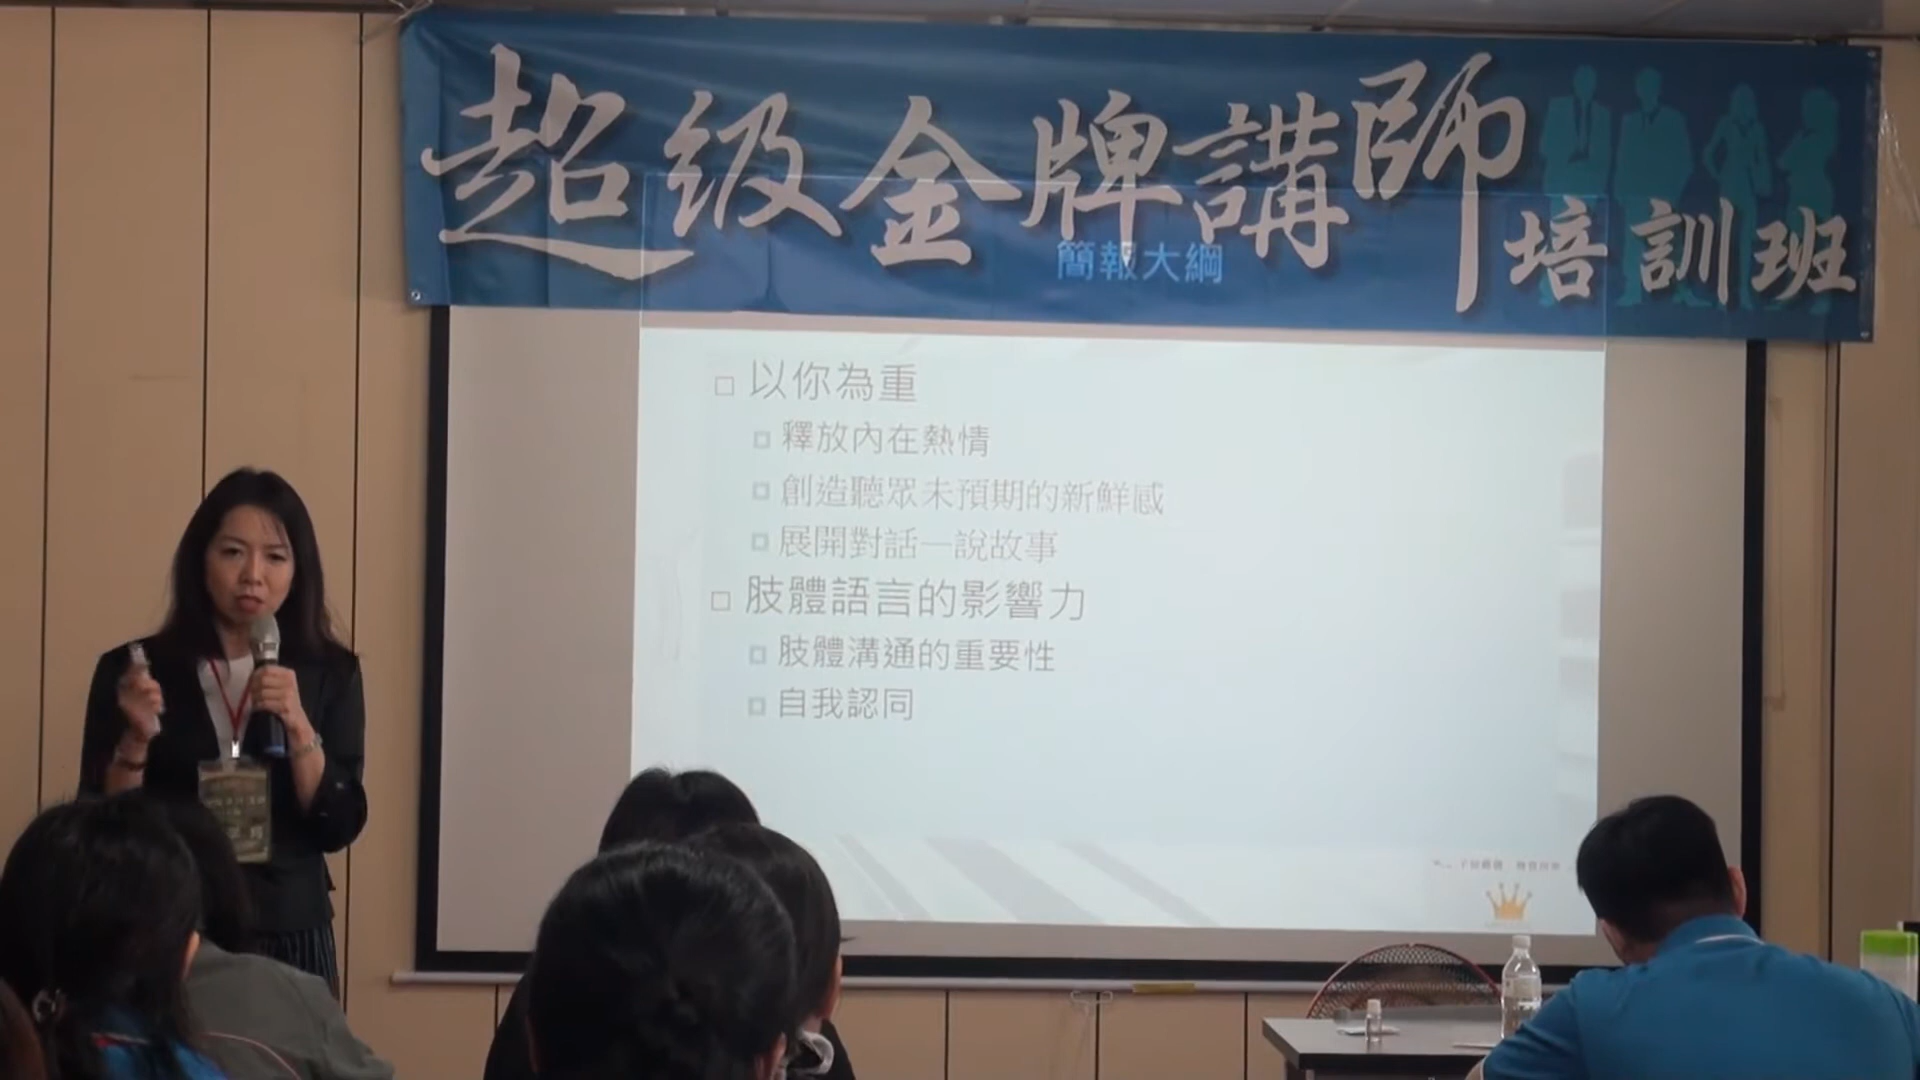 超级金牌講師培訓班
簡報大綱
以你為重
釋放內在熱情
創造聽眾未預期的新鮮感
展開對話—說故事
肢體語言的影響力
肢體溝通的重要性
自我認同